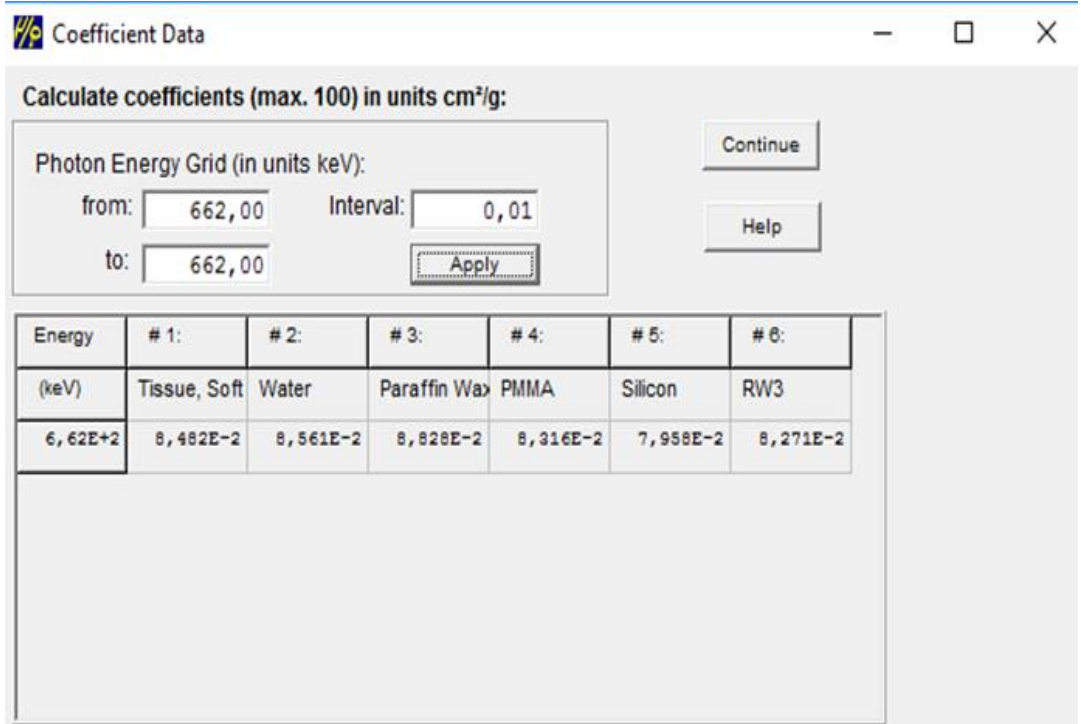 μ/ρ Coefficient Data
Calculate coefficients (max. 100) in units cm²/g:
Photon Energy Grid (in units keV):
from: 662,00 Interval: 0,01
to: 662,00 Apply
Continue
Help
Energy # 1: # 2: # 3: # 4: # 5: # 6:
(keV) Tissue, Soft Water Paraffin Wax PMMA Silicon RW3
6,62E+2 8,482E-2 8,561E-2 8,828E-2 8,316E-2 7,958E-2 8,271E-2